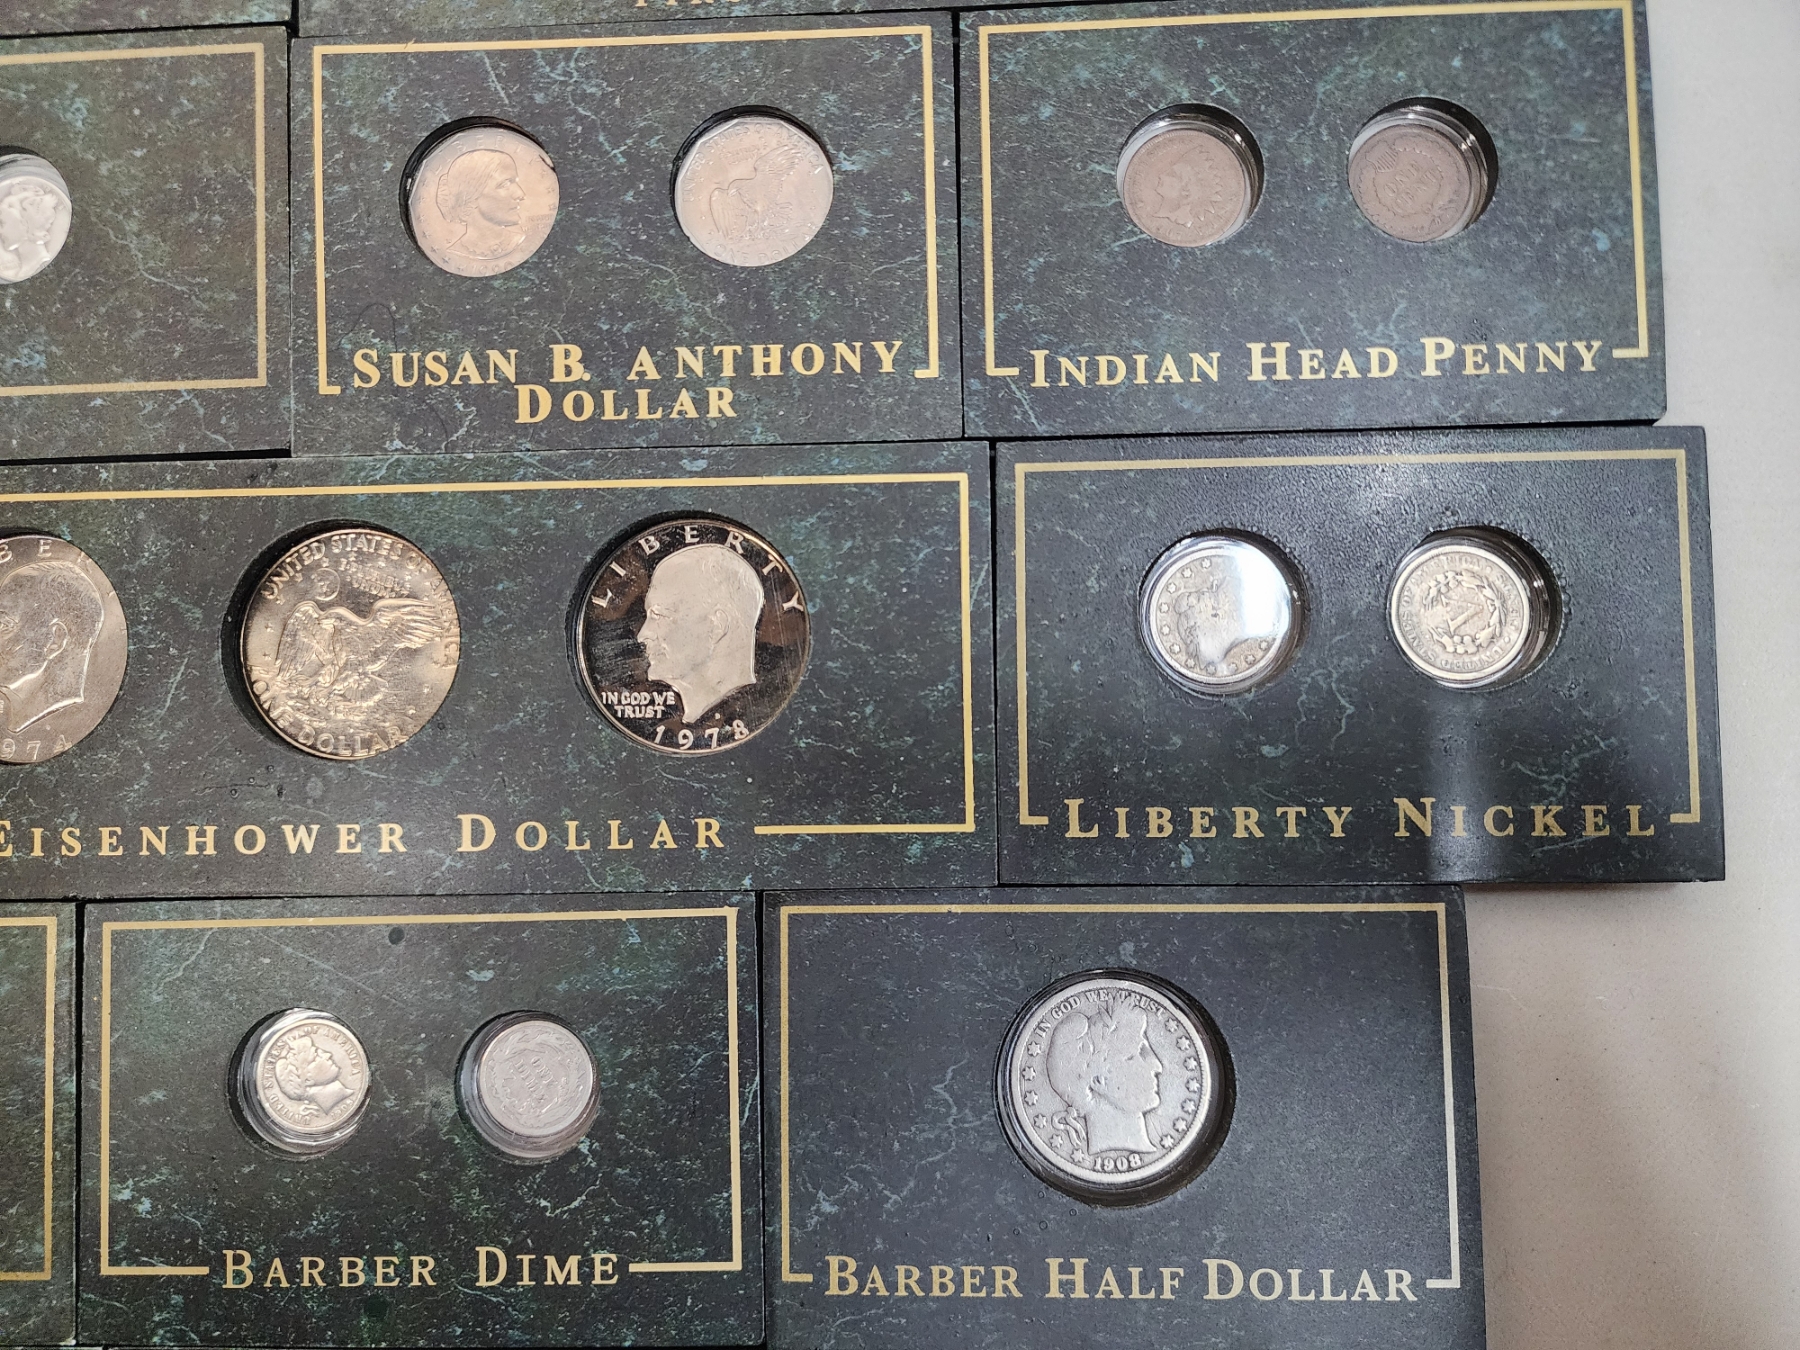 SUSAN B. ANTHONY
DOLLAR
INDIAN HEAD PENNY
UNITED STATES OF
ONE DOLLAR
LIBERTY
IN GOD WE
TRUST
1978
EISENHOWER DOLLAR
LIBERTY NICKEL
BARBER DIME
IN GOD WE TRUST
1908
BARBER HALF DOLLAR